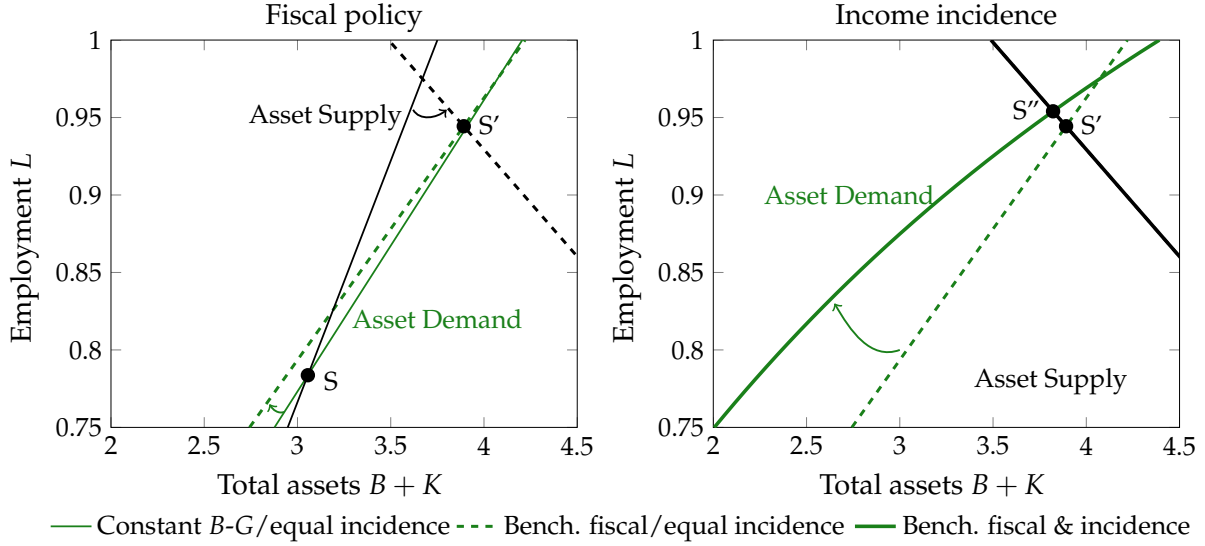 Fiscal policy
1
0.95
0.9
0.85
0.8
0.75
Employment L
Asset Supply
S'
Asset Demand
S
2
2.5
3
3.5
4
4.5
Total assets B + K
Income incidence
1
0.95
0.9
0.85
0.8
0.75
Employment L
S''
S'
Asset Demand
Asset Supply
2
2.5
3
3.5
4
4.5
Total assets B + K
Constant B-G/equal incidence
Bench. fiscal/equal incidence
Bench. fiscal & incidence